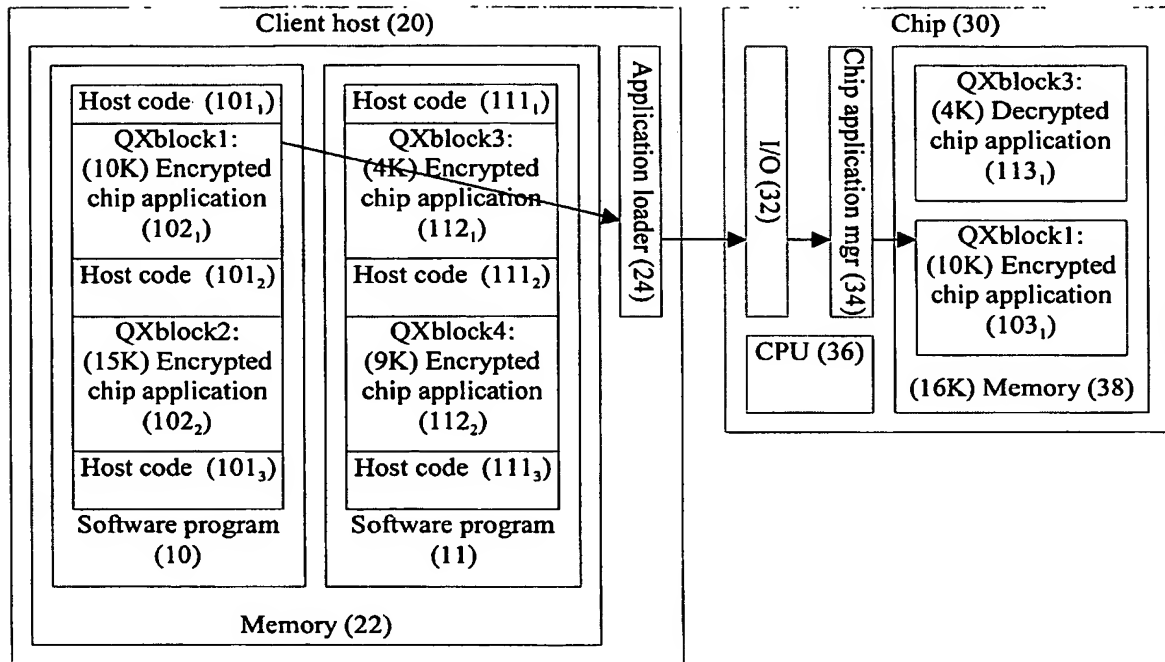 Client host (20)
Host code (101₁)
QXblock1:
(10K) Encrypted
chip application
(102₁)
Host code (101₂)
QXblock2:
(15K) Encrypted
chip application
(102₂)
Host code (101₃)
Software program
(10)
Host code (111₁)
QXblock3:
(4K) Encrypted
chip application
(112₁)
Host code (111₂)
QXblock4:
(9K) Encrypted
chip application
(112₂)
Host code (111₃)
Software program
(11)
Memory (22)
Application loader (24)
Chip (30)
I/O (32)
Chip application mgr (34)
CPU (36)
QXblock3:
(4K) Decrypted
chip application
(113₁)
QXblock1:
(10K) Encrypted
chip application
(103₁)
(16K) Memory (38)